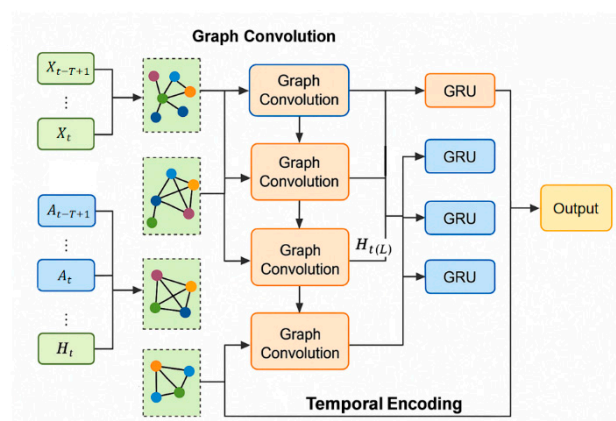 Graph Convolution
X_{t−T+1}
⋮
X_t
A_{t−T+1}
⋮
A_t
⋮
H_t
Graph
Convolution
Graph
Convolution
Graph
Convolution
Graph
Convolution
H_{t(L)}
GRU
GRU
GRU
GRU
Output
Temporal Encoding